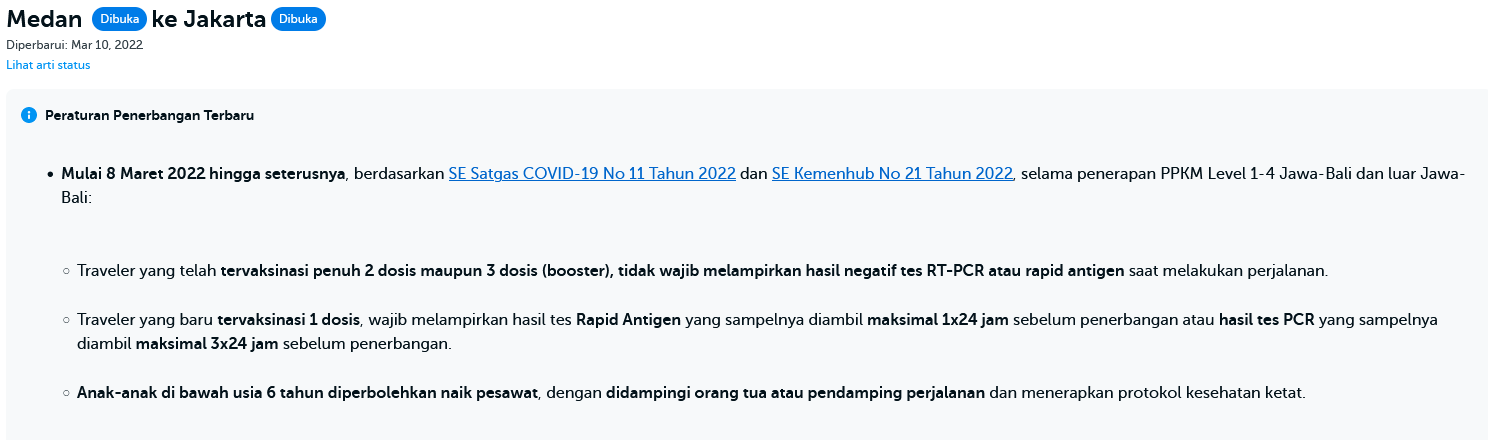 Medan Dibuka ke Jakarta Dibuka
Diperbarui: Mar 10, 2022
Lihat arti status
Peraturan Penerbangan Terbaru
• Mulai 8 Maret 2022 hingga seterusnya, berdasarkan SE Satgas COVID-19 No 11 Tahun 2022 dan SE Kemenhub No 21 Tahun 2022, selama penerapan PPKM Level 1-4 Jawa-Bali dan luar Jawa-
Bali:
○ Traveler yang telah tervaksinasi penuh 2 dosis maupun 3 dosis (booster), tidak wajib melampirkan hasil negatif tes RT-PCR atau rapid antigen saat melakukan perjalanan.
○ Traveler yang baru tervaksinasi 1 dosis, wajib melampirkan hasil tes Rapid Antigen yang sampelnya diambil maksimal 1x24 jam sebelum penerbangan atau hasil tes PCR yang sampelnya
diambil maksimal 3x24 jam sebelum penerbangan.
○ Anak-anak di bawah usia 6 tahun diperbolehkan naik pesawat, dengan didampingi orang tua atau pendamping perjalanan dan menerapkan protokol kesehatan ketat.